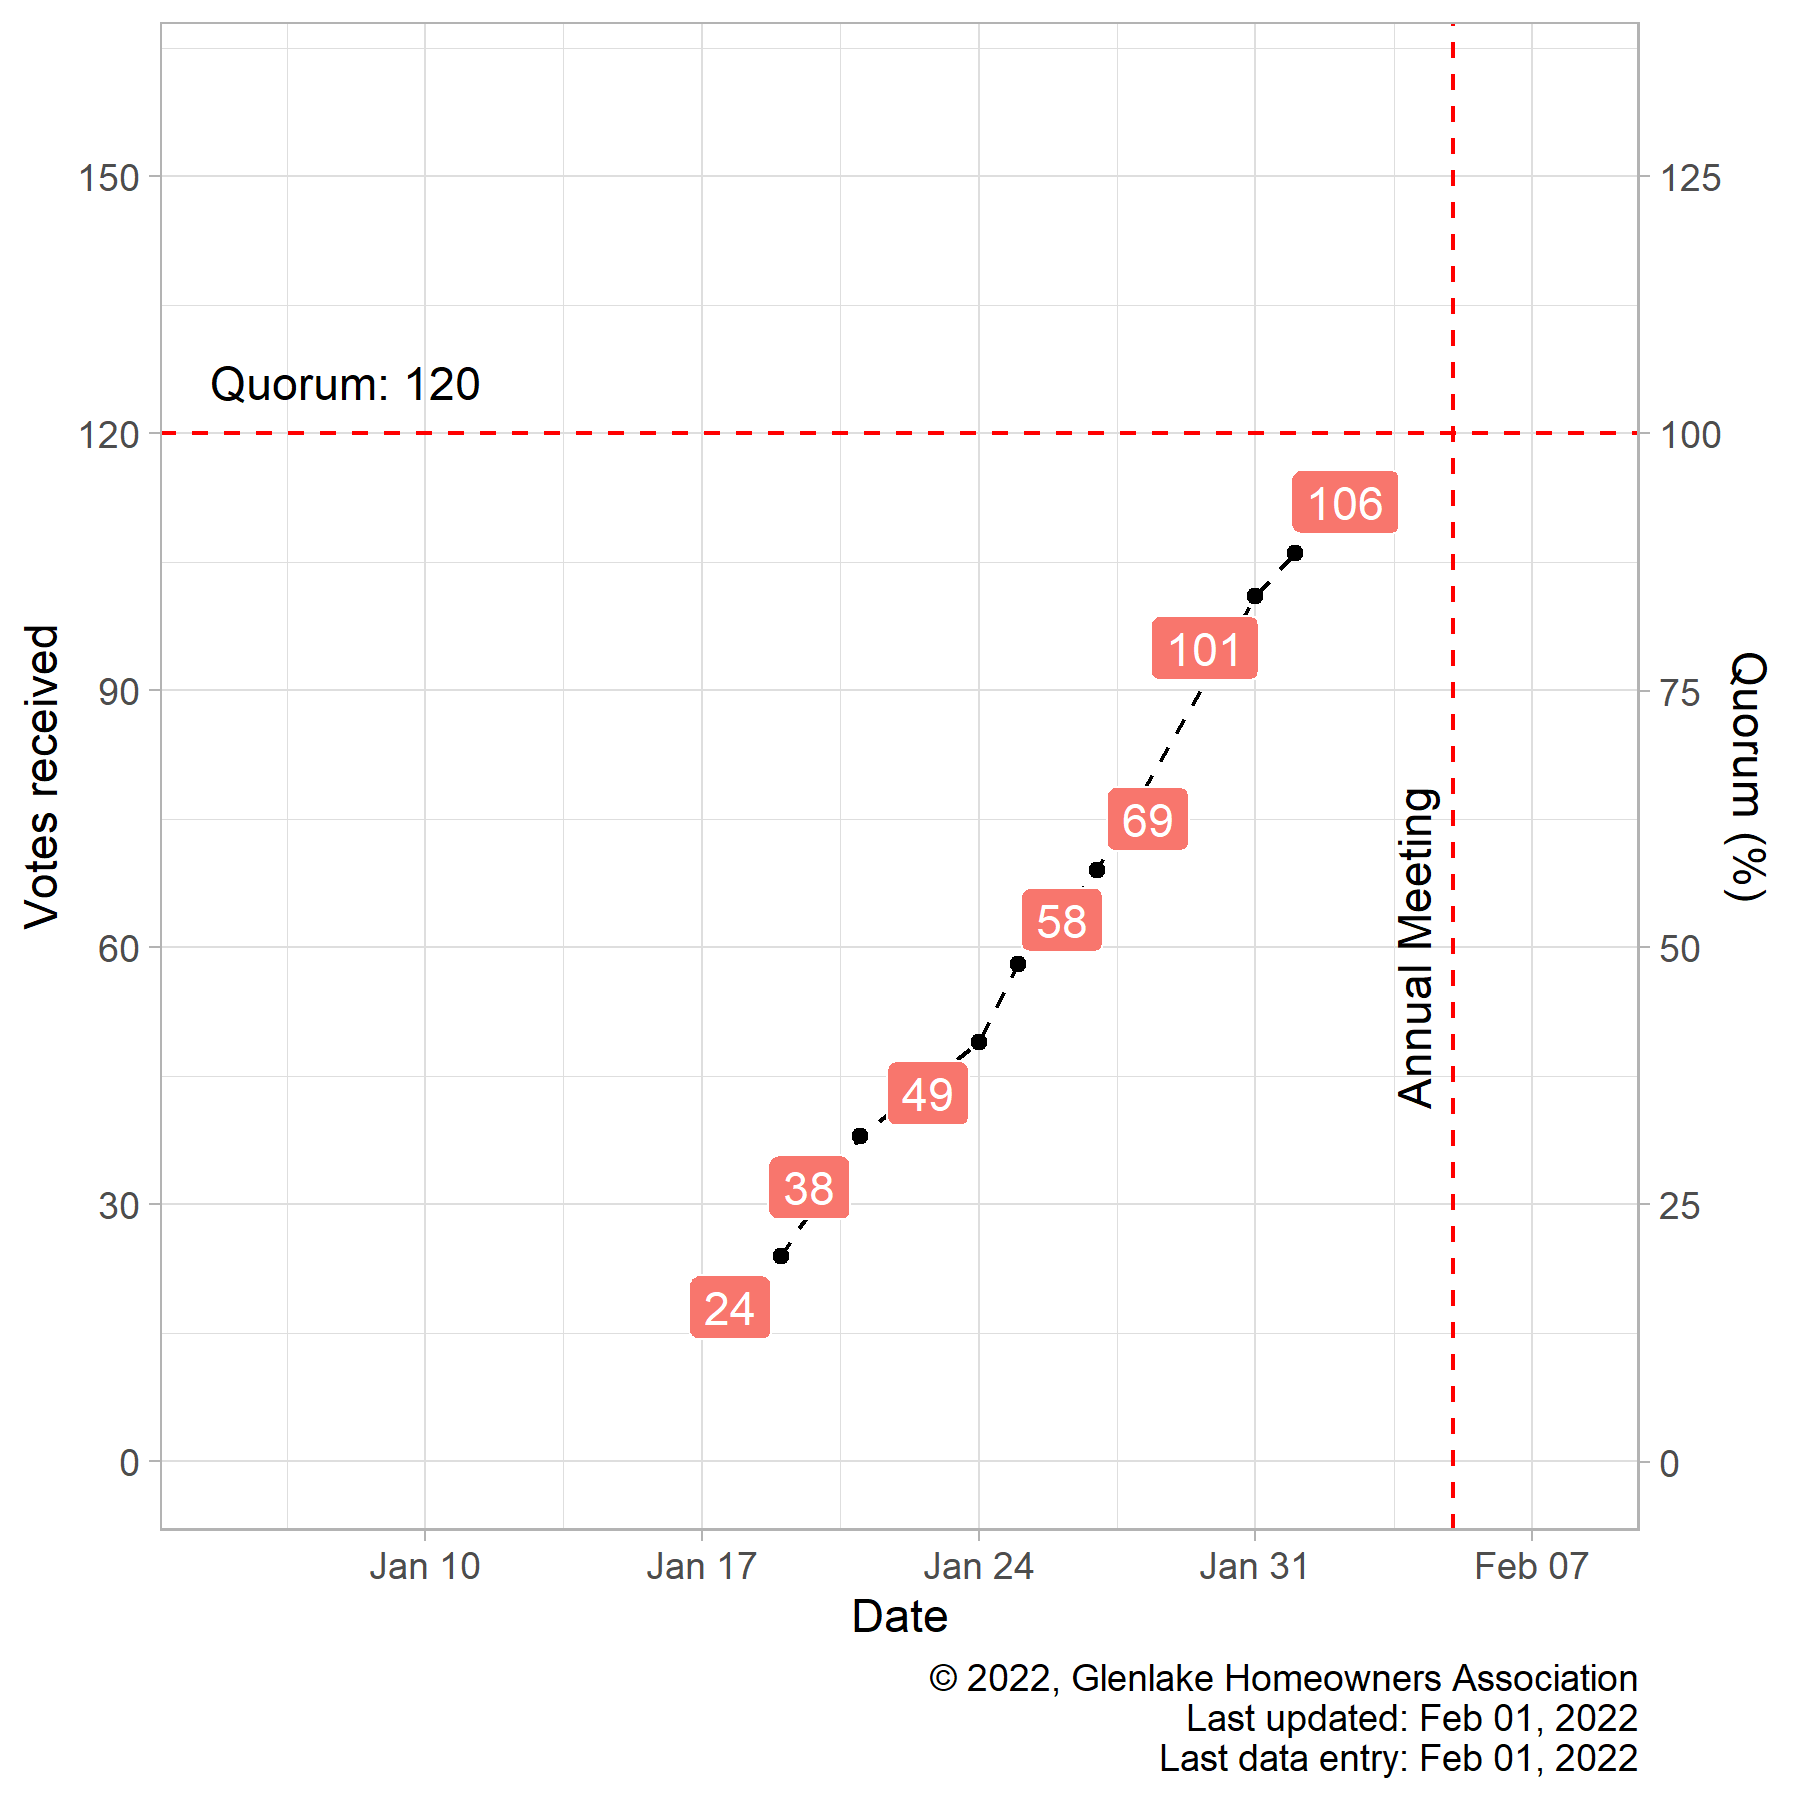 150
125
Quorum: 120
120
100
106
101
90
75
69
58
60
50
49
38
30
25
24
0
0
Votes received
Quorum (%)
Annual Meeting
Jan 10
Jan 17
Jan 24
Jan 31
Feb 07
Date
© 2022, Glenlake Homeowners Association
Last updated: Feb 01, 2022
Last data entry: Feb 01, 2022